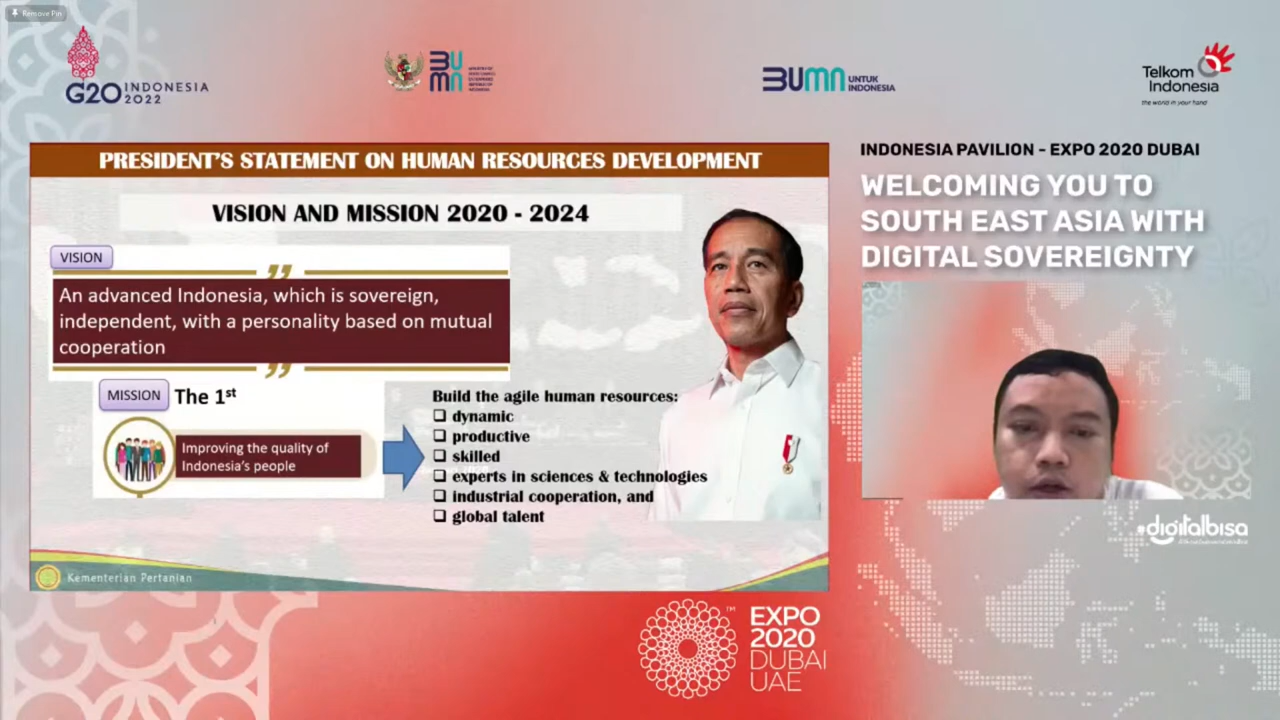 Remove Pin
G20 INDONESIA
2022
BUMN
BUMN UNTUK
INDONESIA
Telkom
Indonesia
the world in your hand
PRESIDENT'S STATEMENT ON HUMAN RESOURCES DEVELOPMENT
VISION AND MISSION 2020 - 2024
VISION
An advanced Indonesia, which is sovereign,
independent, with a personality based on mutual
cooperation
MISSION The 1st
Improving the quality of
Indonesia's people
Build the agile human resources:
dynamic
productive
skilled
experts in sciences & technologies
industrial cooperation, and
global talent
Kementerian Pertanian
INDONESIA PAVILION - EXPO 2020 DUBAI
WELCOMING YOU TO
SOUTH EAST ASIA WITH
DIGITAL SOVEREIGNTY
#digitalbisa
EXPO
2020
DUBAI
UAE
TM